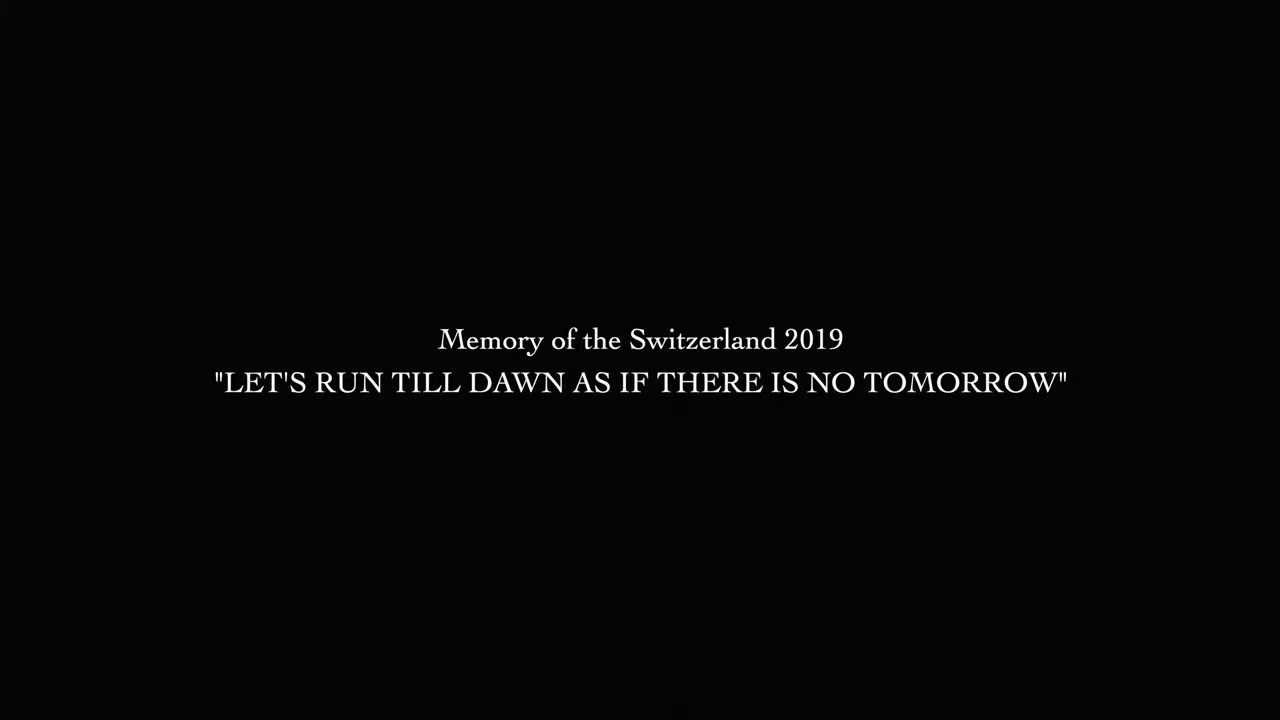 Memory of the Switzerland 2019
"LET'S RUN TILL DAWN AS IF THERE IS NO TOMORROW"